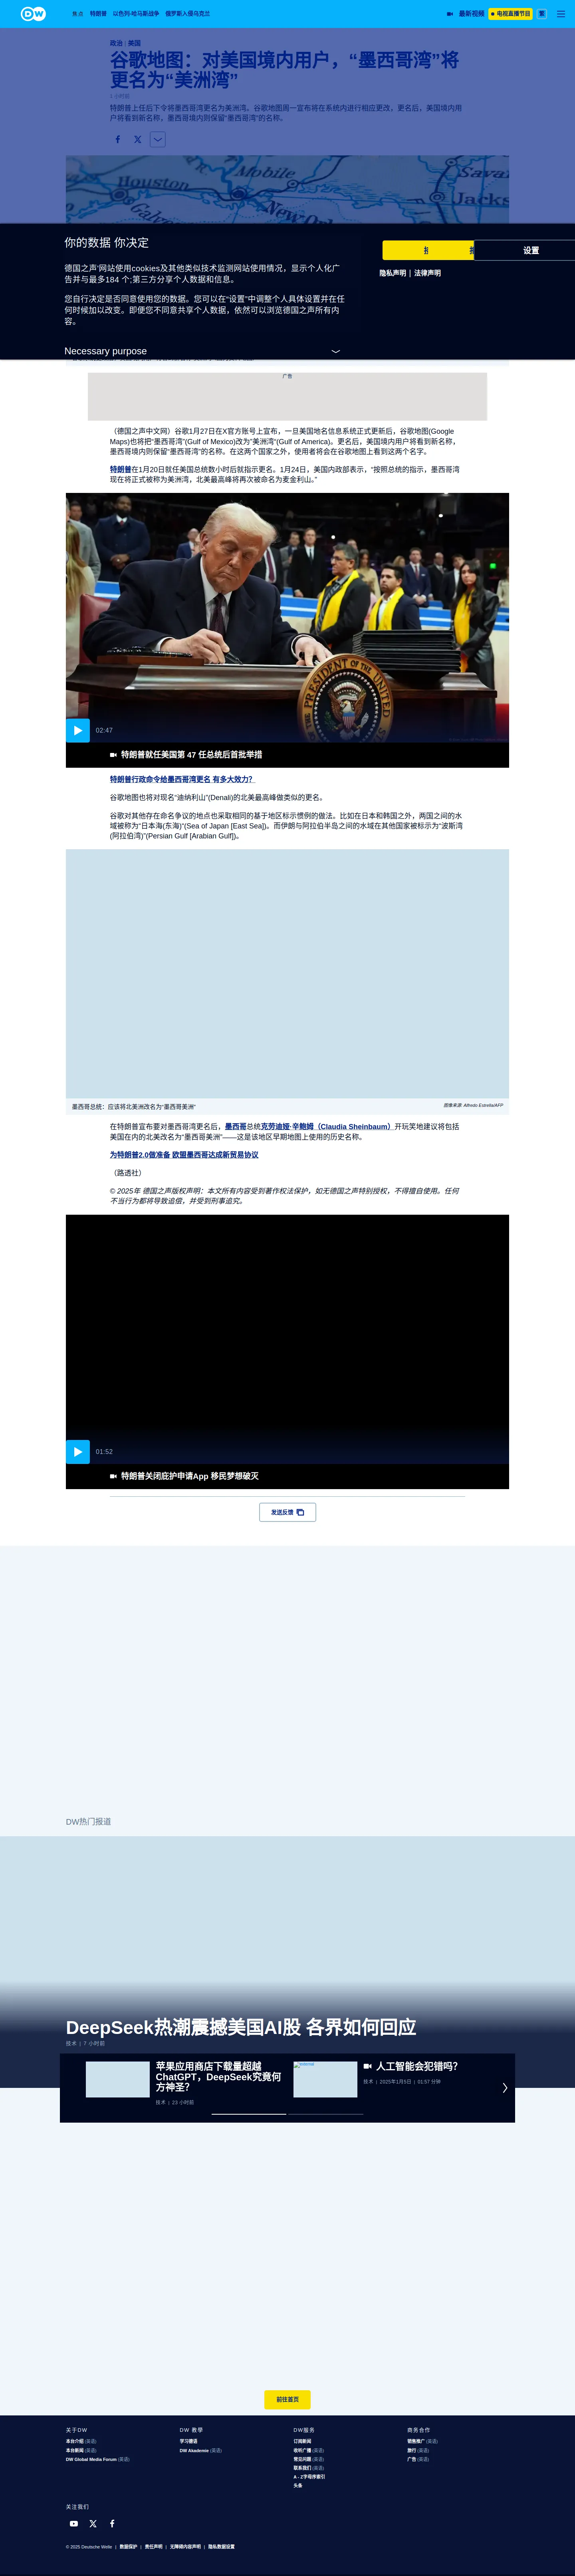 DW
焦点 特朗普 以色列-哈马斯战争 俄罗斯入侵乌克兰
最新视频 电视直播节目 繁
政治 | 美国
谷歌地图：对美国境内用户，“墨西哥湾”将
更名为“美洲湾”
1 小时前
特朗普上任后下令将墨西哥湾更名为美洲湾。谷歌地图周一宣布将在系统内进行相应更改，更名后，美国境内用
户将看到新名称，墨西哥境内则保留“墨西哥湾”的名称。
Houston
Mobile
New Orl
你的数据 你决定
设置
隐私声明 | 法律声明
德国之声'网站使用cookies及其他类似技术监测网站使用情况，显示个人化广
告并与最多184 个;第三方分享个人数据和信息。
您自行决定是否同意使用您的数据。您可以在"设置"中调整个人具体设置并在任
何时候加以改变。即便您不同意共享个人数据，依然可以浏览德国之声所有内
容。
Necessary purpose
广告
（德国之声中文网）谷歌1月27日在X官方账号上宣布，一旦美国地名信息系统正式更新后，谷歌地图(Google
Maps)也将把“墨西哥湾”(Gulf of Mexico)改为“美洲湾“(Gulf of America)。更名后，美国境内用户将看到新名称，
墨西哥境内则保留“墨西哥湾”的名称。在这两个国家之外，使用者将会在谷歌地图上看到这两个名字。
特朗普在1月20日就任美国总统数小时后就指示更名。1月24日，美国内政部表示，“按照总统的指示，墨西哥湾
现在将正式被称为美洲湾，北美最高峰将再次被命名为麦金利山。”
02:47
特朗普就任美国第 47 任总统后首批举措
特朗普行政命令给墨西哥湾更名 有多大效力？
谷歌地图也将对现名“迪纳利山”(Denali)的北美最高峰做类似的更名。
谷歌对其他存在命名争议的地点也采取相同的基于地区标示惯例的做法。比如在日本和韩国之外，两国之间的水
域被称为“日本海(东海)”(Sea of Japan [East Sea])。而伊朗与阿拉伯半岛之间的水域在其他国家被标示为“波斯湾
(阿拉伯湾)”(Persian Gulf [Arabian Gulf])。
墨西哥总统：应该将北美洲改名为“墨西哥美洲”
图像来源: Alfredo Estrella/AFP
在特朗普宣布要对墨西哥湾更名后，墨西哥总统克劳迪娅·辛鲍姆（Claudia Sheinbaum）开玩笑地建议将包括
美国在内的北美改名为“墨西哥美洲”——这是该地区早期地图上使用的历史名称。
为特朗普2.0做准备 欧盟墨西哥达成新贸易协议
（路透社）
© 2025年 德国之声版权声明：本文所有内容受到著作权法保护，如无德国之声特别授权，不得擅自使用。任何
不当行为都将导致追偿，并受到刑事追究。
01:52
特朗普关闭庇护申请App 移民梦想破灭
发送反馈
DW热门报道
DeepSeek热潮震撼美国AI股 各界如何回应
技术 | 7 小时前
苹果应用商店下载量超越
ChatGPT，DeepSeek究竟何
方神圣？
技术 | 23 小时前
人工智能会犯错吗？
技术 | 2025年1月5日 | 01:57 分钟
前往首页
关于DW
本台介绍 (英语)
本台新闻 (英语)
DW Global Media Forum (英语)
DW 教學
学习德语
DW Akademie (英语)
DW服务
订阅新闻
收听广播 (英语)
常见问题 (英语)
联系我们 (英语)
A - Z字母序索引
头条
商务合作
销售推广 (英语)
旅行 (英语)
广告 (英语)
关注我们
© 2025 Deutsche Welle | 数据保护 | 责任声明 | 无障碍内容声明 | 隐私数据设置